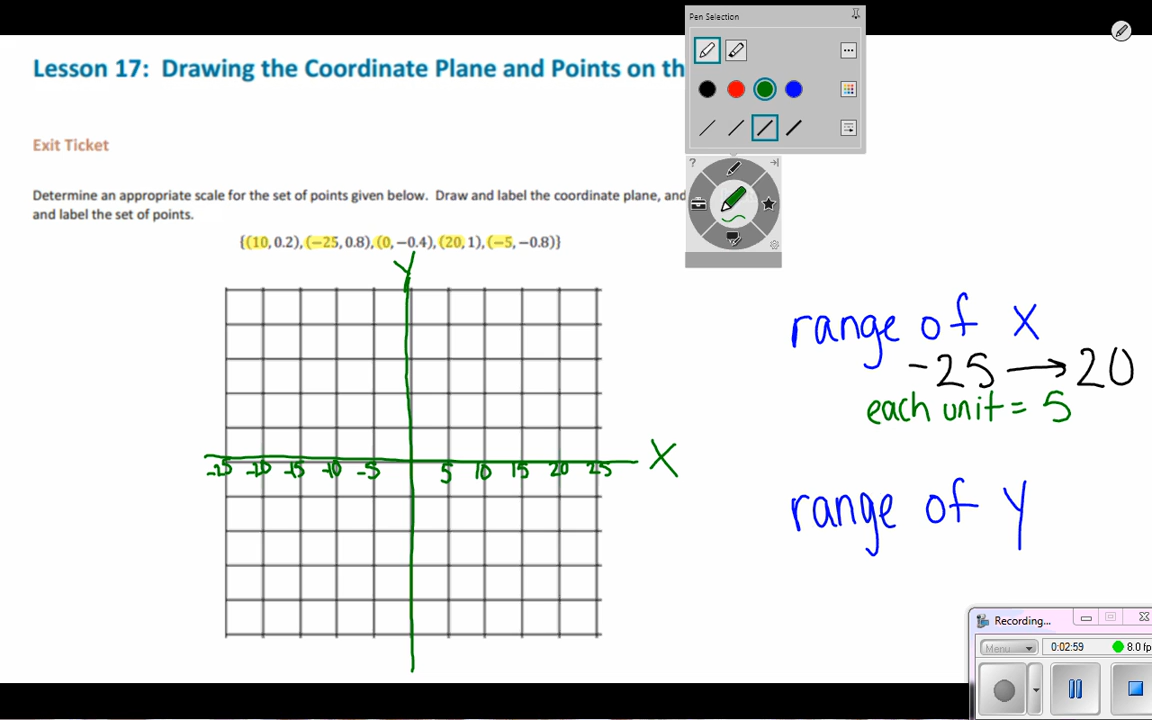 Pen Selection
Lesson 17: Drawing the Coordinate Plane and Points on th
Exit Ticket
Determine an appropriate scale for the set of points given below. Draw and label the coordinate plane, and
and label the set of points.
{(10, 0.2), (−25, 0.8), (0, −0.4), (20, 1), (−5, −0.8)}
Y
range of X
-25 → 20
each unit = 5
X
-25 -20 -15 -10 -5 5 10 15 20 25
range of y
Recording...
Menu 0:02:59 8.0 fp
?